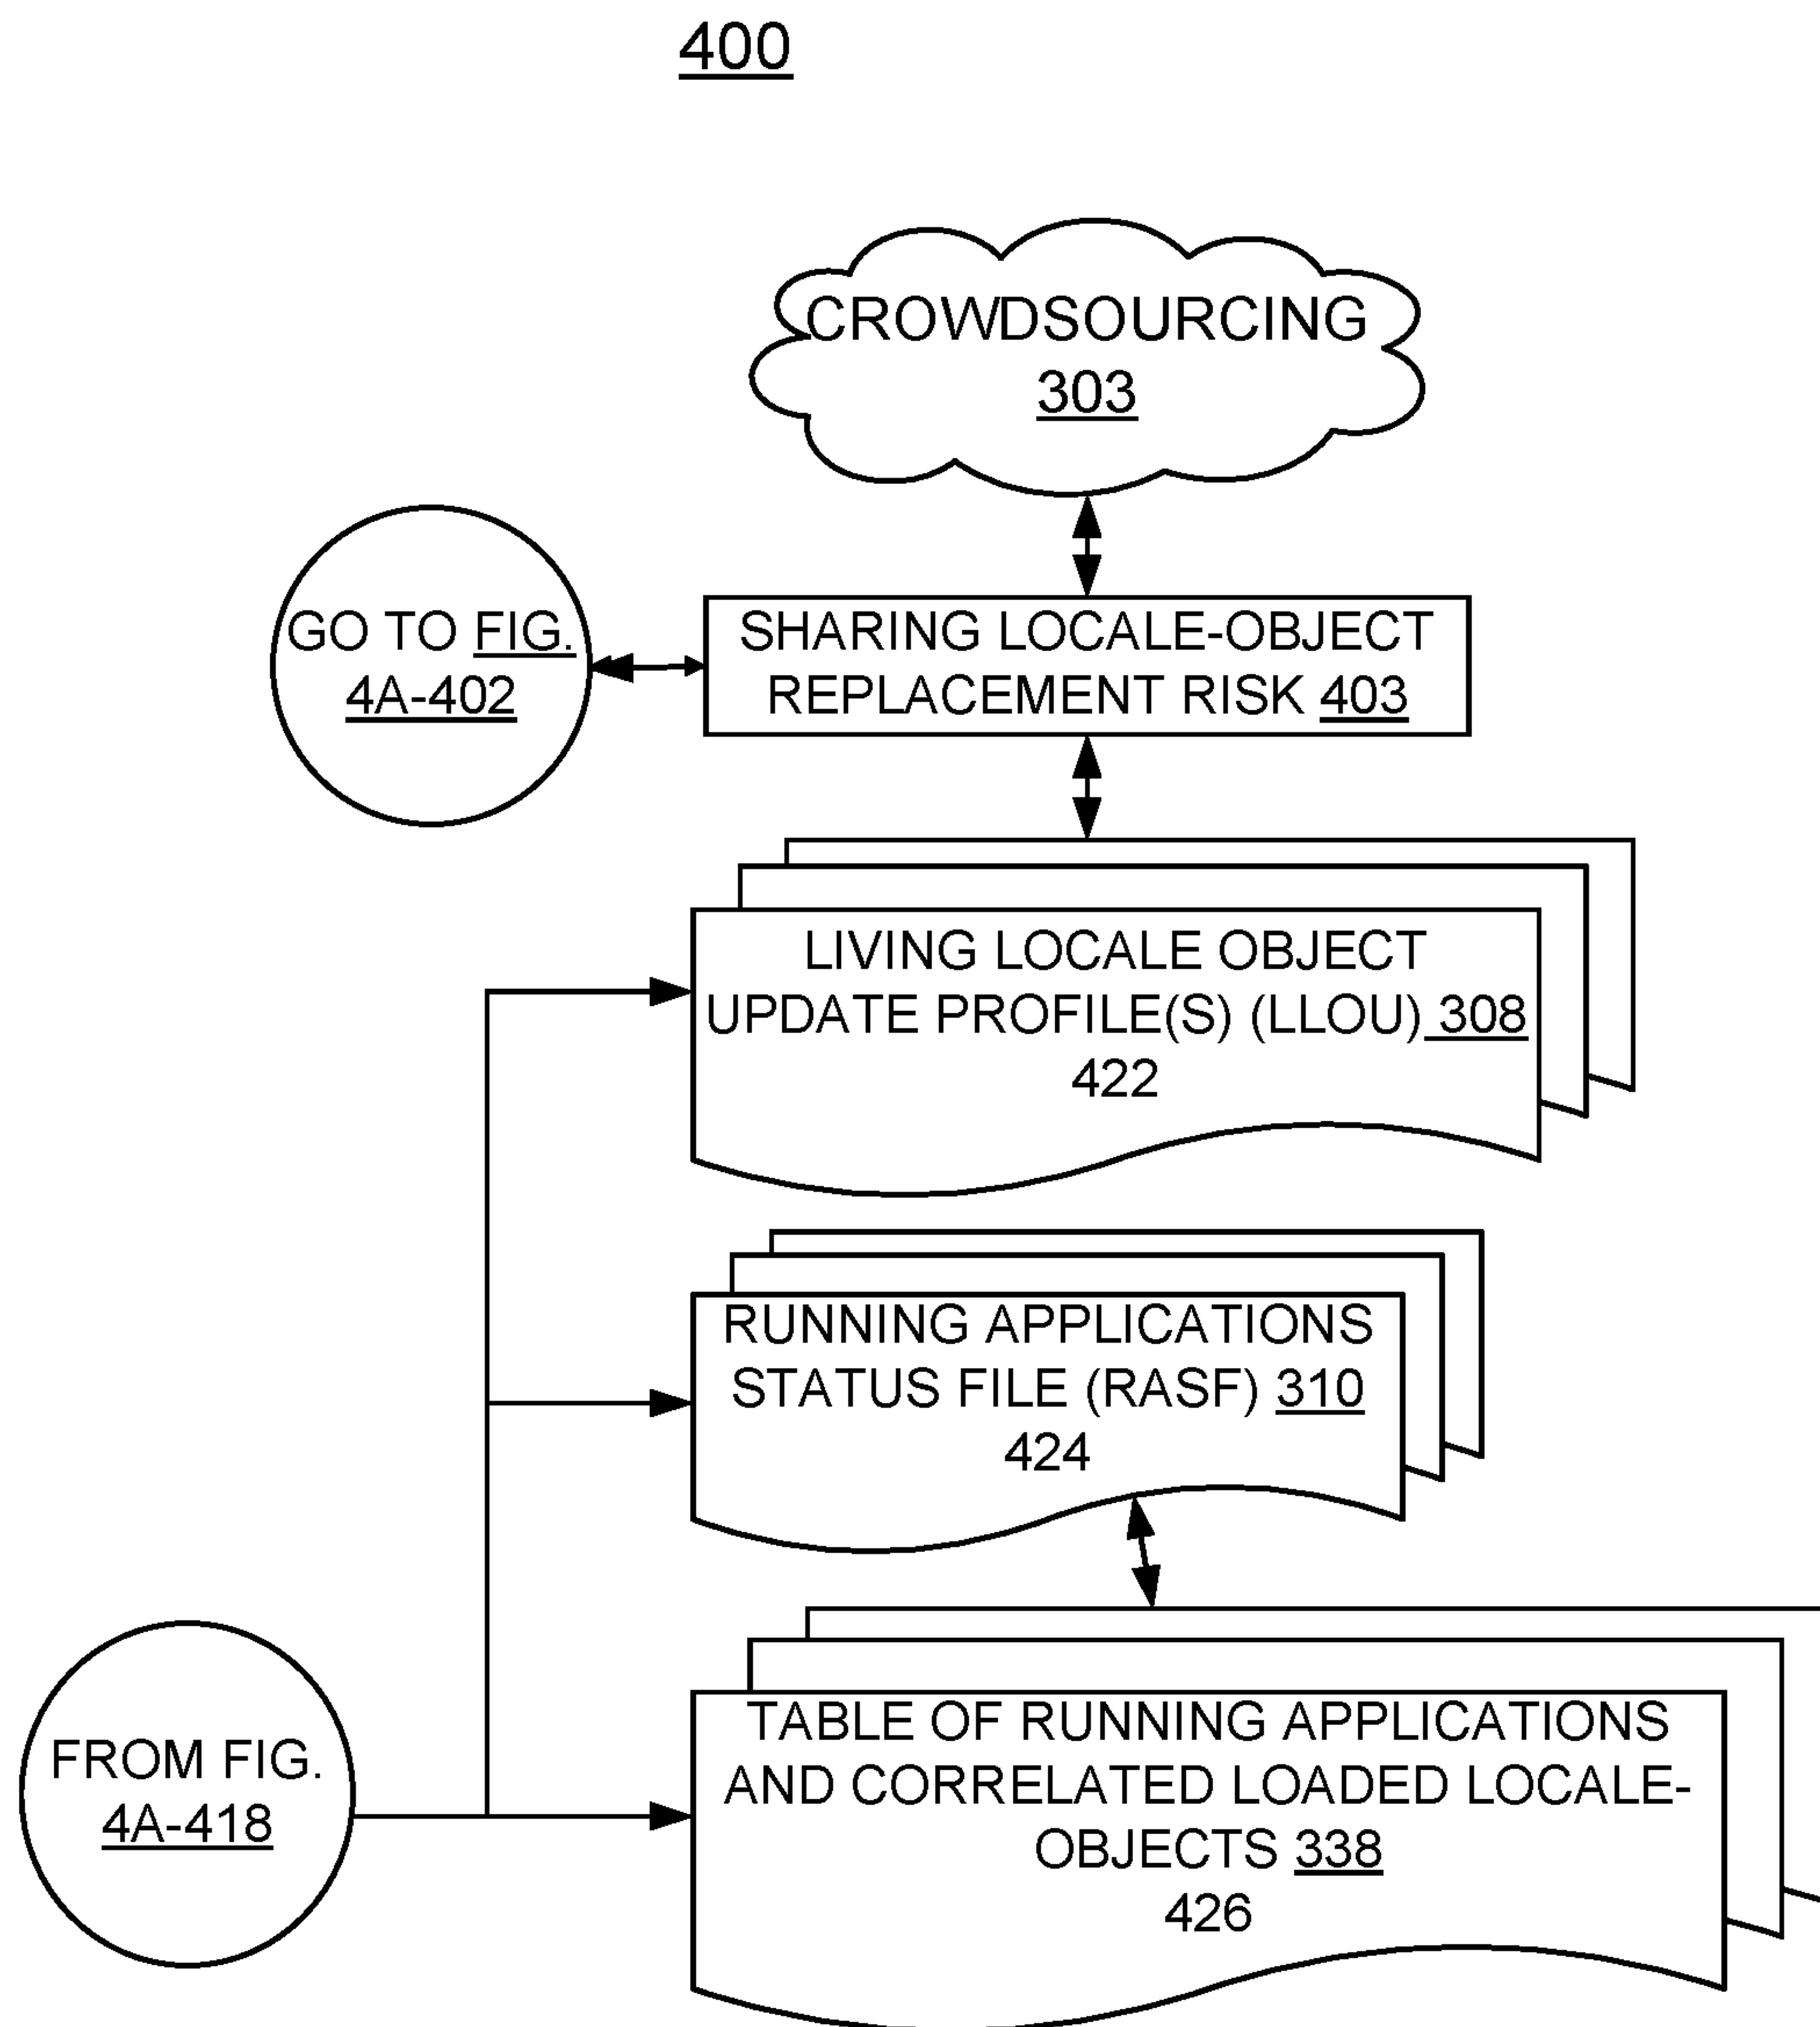 400
CROWDSOURCING
303
GO TO FIG.
4A-402
SHARING LOCALE-OBJECT
REPLACEMENT RISK 403
LIVING LOCALE OBJECT
UPDATE PROFILE(S) (LLOU) 308
422
RUNNING APPLICATIONS
STATUS FILE (RASF) 310
424
FROM FIG.
4A-418
TABLE OF RUNNING APPLICATIONS
AND CORRELATED LOADED LOCALE-
OBJECTS 338
426